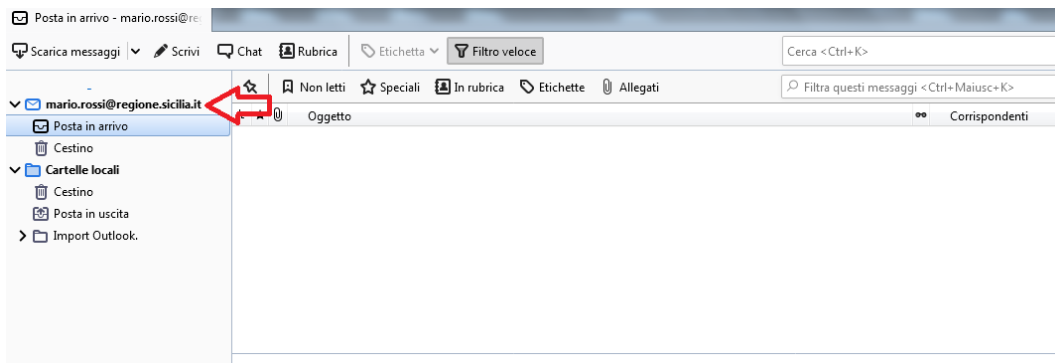 Posta in arrivo - mario.rossi@re
Scarica messaggi Scrivi Chat Rubrica Etichetta Filtro veloce Cerca <Ctrl+K>
Non letti Speciali In rubrica Etichette Allegati Filtra questi messaggi <Ctrl+Maiusc+K>
mario.rossi@regione.sicilia.it
Oggetto Corrispondenti
Posta in arrivo
Cestino
Cartelle locali
Cestino
Posta in uscita
Import Outlook.